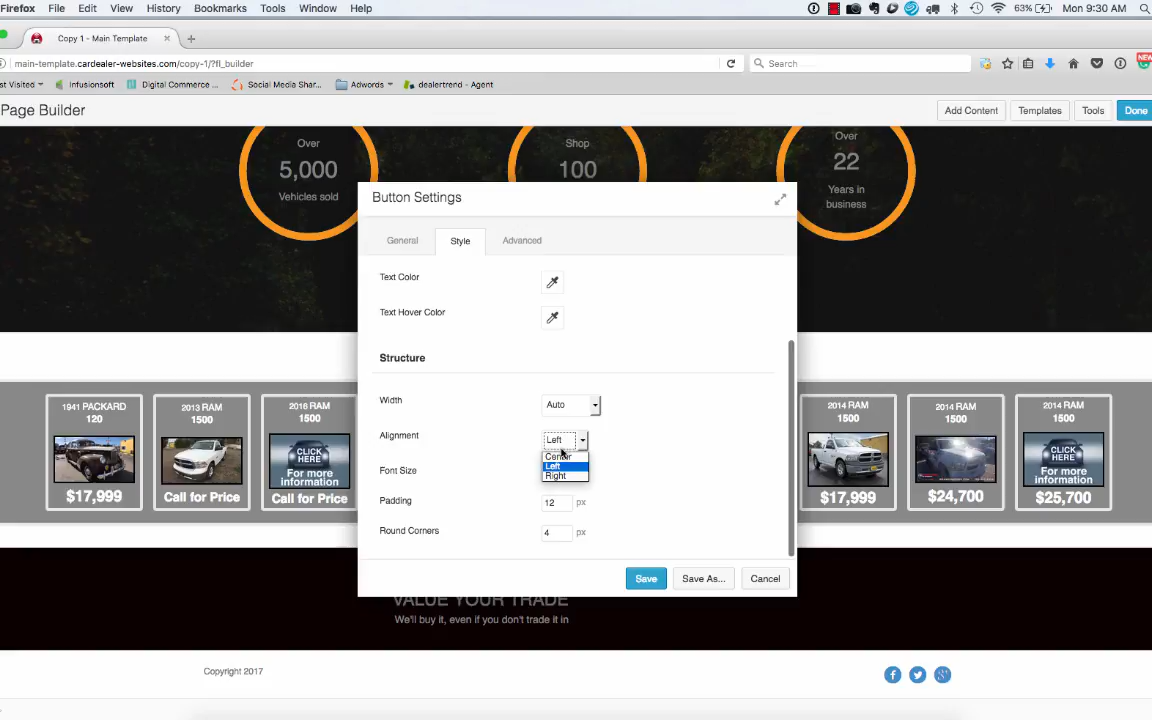 Firefox File Edit View History Bookmarks Tools Window Help
63% Mon 9:30 AM
Copy 1 - Main Template
main-template.cardealer-websites.com/copy-1/?fl_builder
Search
NEW
st Visited Infusionsoft Digital Commerce ... Social Media Shar... Adwords dealertrend - Agent
Page Builder
Add Content Templates Tools Done
Over
5,000
Vehicles sold
Shop
100
Over
22
Years in
business
Button Settings
General Style Advanced
Text Color
Text Hover Color
Structure
Width Auto
Alignment Left
Center
Left
Right
Font Size
Padding 12 px
Round Corners 4 px
Save Save As... Cancel
1941 PACKARD
120
$17,999
2013 RAM
1500
Call for Price
2016 RAM
1500
CLICK
HERE
For more
information
Call for Price
2014 RAM
1500
$17,999
2014 RAM
1500
$24,700
2014 RAM
1500
CLICK
HERE
For more
information
$25,700
VALUE YOUR TRADE
We'll buy it, even if you don't trade it in
Copyright 2017